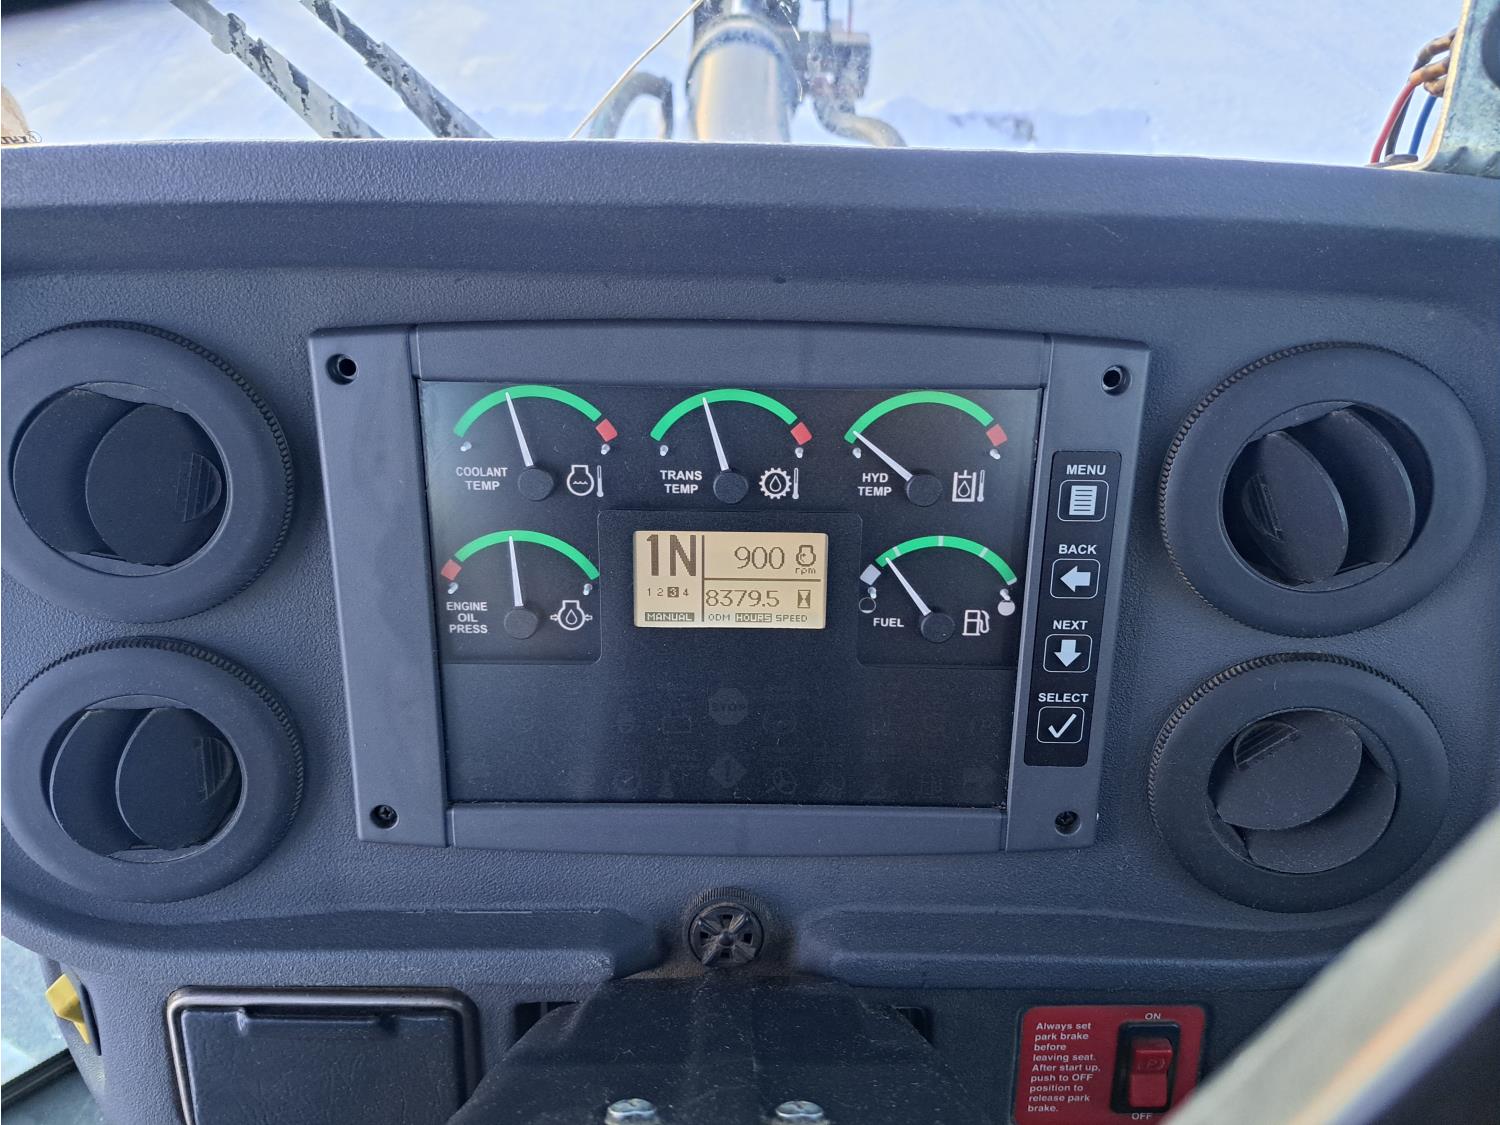 COOLANT
TEMP
TRANS
TEMP
HYD
TEMP
MENU
BACK
NEXT
SELECT
ENGINE
OIL
PRESS
1N
900
rpm
1 2 3 4
8379.5
MANUAL
ODM HOURS SPEED
FUEL
STOP
Always set
park brake
before
leaving seat.
After start up,
push to OFF
position to
release park
brake.
ON
P
OFF